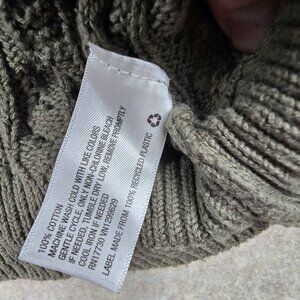 100% COTTON
MACHINE WASH COLD WITH LIKE COLORS
GENTLE CYCLE, ONLY NON-CHLORINE BLEACH
IF NEEDED, TUMBLE DRY LOW, REMOVE PROMPTLY
COOL IRON IF NEEDED
RN17730 VN1299929
LABEL MADE FROM 100% RECYCLED PLASTIC